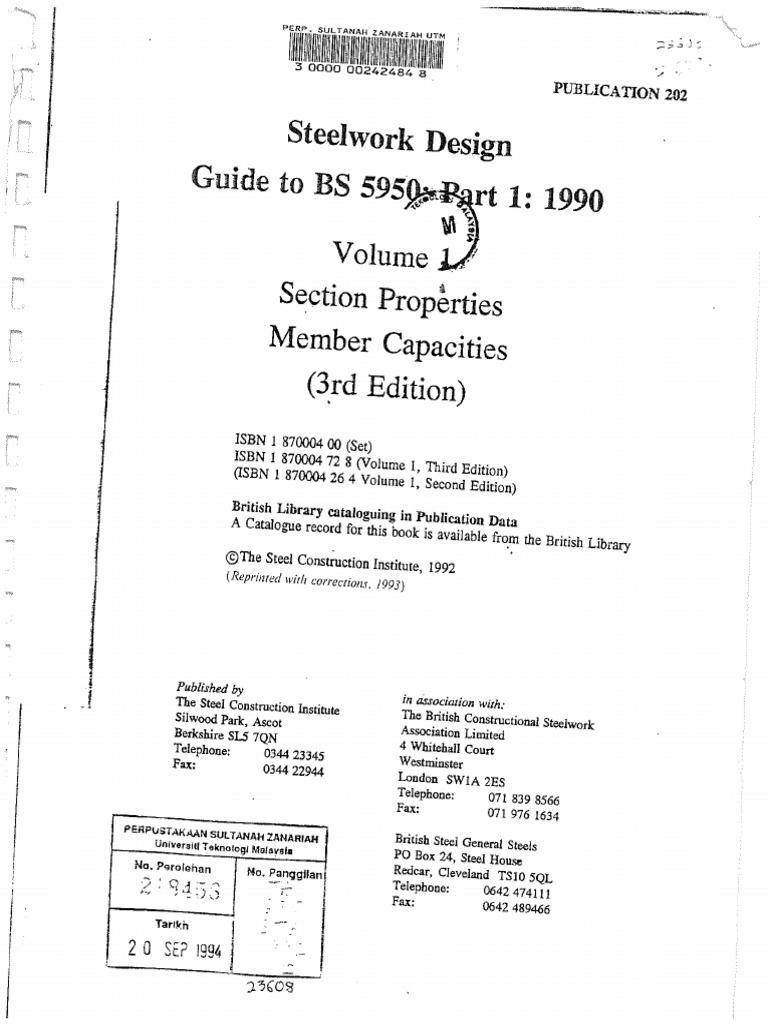 PERP. SULTANAH ZANARIAH UTM
3 0000 00242484 8
PUBLICATION 202
Steelwork Design
Guide to BS 5950: Part 1: 1990
TEKNOLOGI MALAYSIA
Volume 1
Section Properties
Member Capacities
(3rd Edition)
ISBN 1 870004 00 (Set)
ISBN 1 870004 72 8 (Volume 1, Third Edition)
(ISBN 1 870004 26 4 Volume 1, Second Edition)
British Library cataloguing in Publication Data
A Catalogue record for this book is available from the British Library
©The Steel Construction Institute, 1992
(Reprinted with corrections, 1993)
Published by
The Steel Construction Institute
Silwood Park, Ascot
Berkshire SL5 7QN
Telephone: 0344 23345
Fax: 0344 22944
in association with:
The British Constructional Steelwork
Association Limited
4 Whitehall Court
Westminster
London SW1A 2ES
Telephone: 071 839 8566
Fax: 071 976 1634
British Steel General Steels
PO Box 24, Steel House
Redcar, Cleveland TS10 5QL
Telephone: 0642 474111
Fax: 0642 489466
PERPUSTAKAAN SULTANAH ZANARIAH
Universiti Teknologi Malaysia
No. Perolehan
No. Panggilan
Tarikh
20 SEP 1994
23608